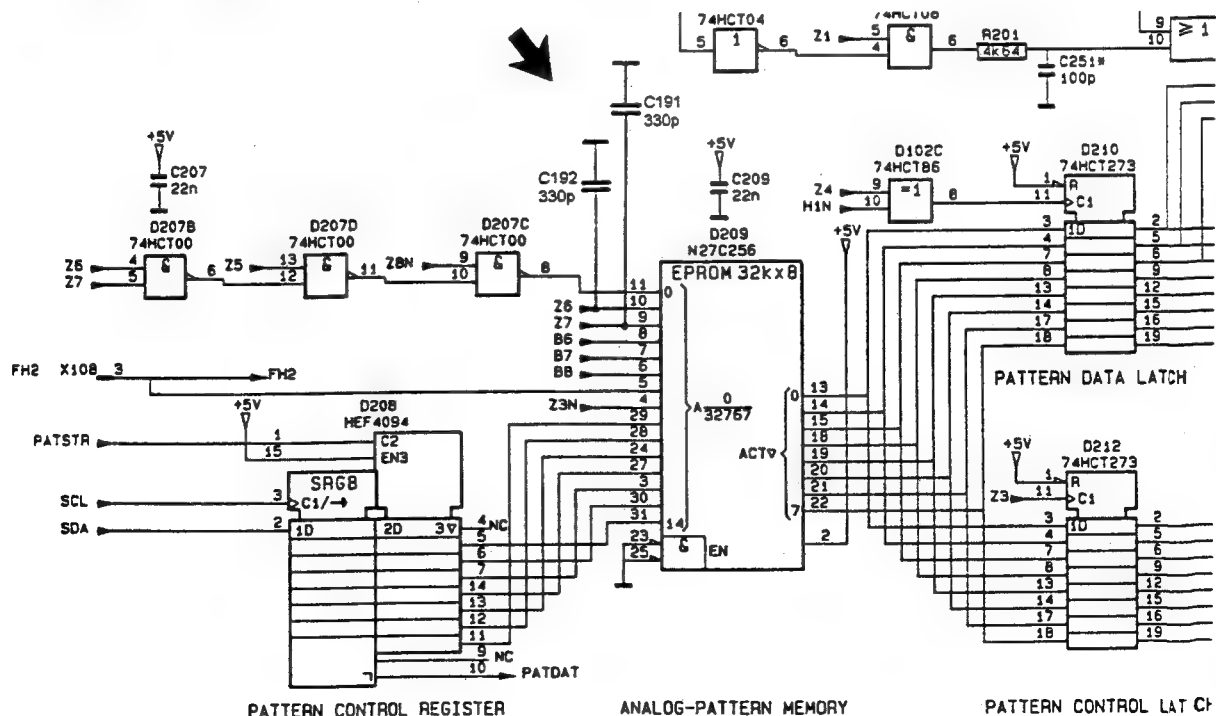 74HCT04
5 1 6
74HCT08
Z1 5
4
& 6
R201
4k64
C251*
100p
9
10
≥ 1
C191
330p
C192
330p
+5V
C207
22n
+5V
C209
22n
D102C
74HCT86
Z4 9
H1N 10
=1 8
+5V
D210
74HCT273
1 R
11 C1
3 1D 2
4 5
7 6
8 9
13 12
14 15
17 16
18 19
PATTERN DATA LATCH
D207B
74HCT00
Z6 4
Z7 5
& 6
D207D
74HCT00
Z5 13
12
& 11
D207C
74HCT00
Z8N 9
10
& 8
D209
N27C256
EPROM 32kx8
+5V
11 0
Z6 10
Z7 9
B6 8
B7 7
B8 6
5
Z3N 4
29
28
24
27
3
30
31 14
23
25
& EN
A 0
32767
ACT▽
0 13
14
15
18
19
20
21
7 22
2
FH2 X108 3 FH2
+5V
D208
HEF4094
PATSTR 1 C2
15 EN3
SRG8
SCL 3 C1/→
SDA 2 1D 2D 3▽
4 NC
5
6
7
14
13
12
11
9 NC
10 PATDAT
+5V
D212
74HCT273
1 R
Z3 11 C1
3 1D 2
4 5
7 6
8 9
13 12
14 15
17 16
18 19
PATTERN CONTROL REGISTER
ANALOG-PATTERN MEMORY
PATTERN CONTROL LATCH